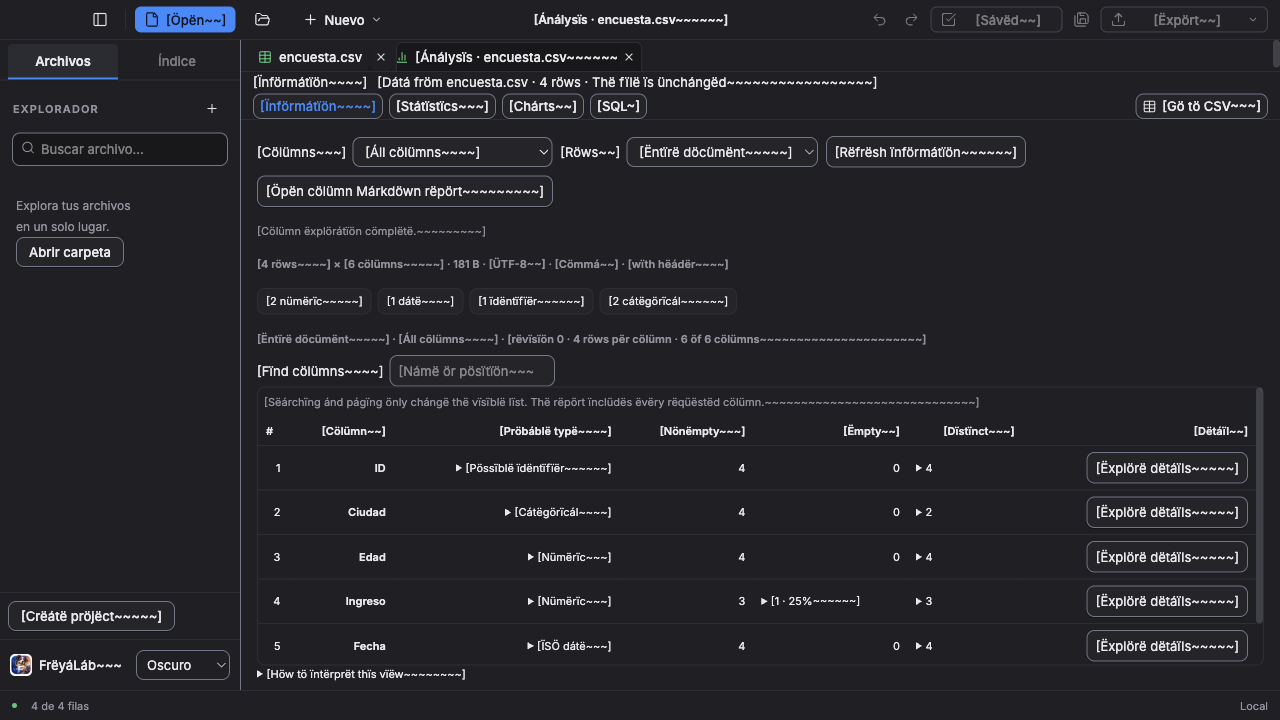 [Öpën~~]
Nuevo
[Ánálysïs · encuesta.csv~~~~~~]
[Sávëd~~]
[Ëxpört~~]
Archivos
Índice
encuesta.csv ×
[Ánálysïs · encuesta.csv~~~~~~ ×
[Ïnförmátïön~~~~] [Dátá fröm encuesta.csv · 4 röws · Thë fïlë ïs ünchángëd~~~~~~~~~~~~~~~~]
[Ïnförmátïön~~~~] [Státïstïcs~~~] [Chárts~~] [SQL~] [Gö tö CSV~~~]
EXPLORADOR +
Buscar archivo...
Explora tus archivos
en un solo lugar.
Abrir carpeta
[Cölümns~~~] [Áll cölümns~~~~] [Röws~~] [Ëntïrë döcümënt~~~~~] [Rëfrësh ïnförmátïön~~~~~~]
[Öpën cölümn Márkdöwn rëpört~~~~~~~~~]
[Cölümn ëxplörátïön cömplëtë.~~~~~~~~~]
[4 röws~~~~] × [6 cölümns~~~~~] · 181 B · [ÜTF-8~~] · [Cömmá~~] · [wïth hëádër~~~~]
[2 nümërïc~~~~~] [1 dátë~~~~] [1 ïdëntïfïër~~~~~~] [2 cátëgörïcál~~~~~~]
[Ëntïrë döcümënt~~~~~] · [Áll cölümns~~~~] · [rëvïsïön 0 · 4 röws për cölümn · 6 öf 6 cölümns~~~~~~~~~~~~~~~~~~~~~~]
[Fïnd cölümns~~~~] [Námë ör pösïtïön~~~
[Sëárchïng ánd págïng önly chángë thë vïsïblë lïst. Thë rëpört ïnclüdës ëvëry rëqüëstëd cölümn.~~~~~~~~~~~~~~~~~~~~~~~~~~~~]
# [Cölümn~~] [Pröbáblë typë~~~~] [Nönëmpty~~~] [Ëmpty~~] [Dïstïnct~~~] [Dëtáïl~~]
1 ID [Pössïblë ïdëntïfïër~~~~~~] 4 0 4 [Ëxplörë dëtáïls~~~~~]
2 Ciudad [Cátëgörïcál~~~~] 4 0 2 [Ëxplörë dëtáïls~~~~~]
3 Edad [Nümërïc~~~] 4 0 4 [Ëxplörë dëtáïls~~~~~]
4 Ingreso [Nümërïc~~~] 3 [1 · 25%~~~~~~] 3 [Ëxplörë dëtáïls~~~~~]
5 Fecha [ÏSÖ dátë~~~] 4 0 4 [Ëxplörë dëtáïls~~~~~]
[Höw tö ïntërprët thïs vïëw~~~~~~~~]
[Crëátë pröjëct~~~~~]
FrëyáLáb~~~ Oscuro
4 de 4 filas
Local